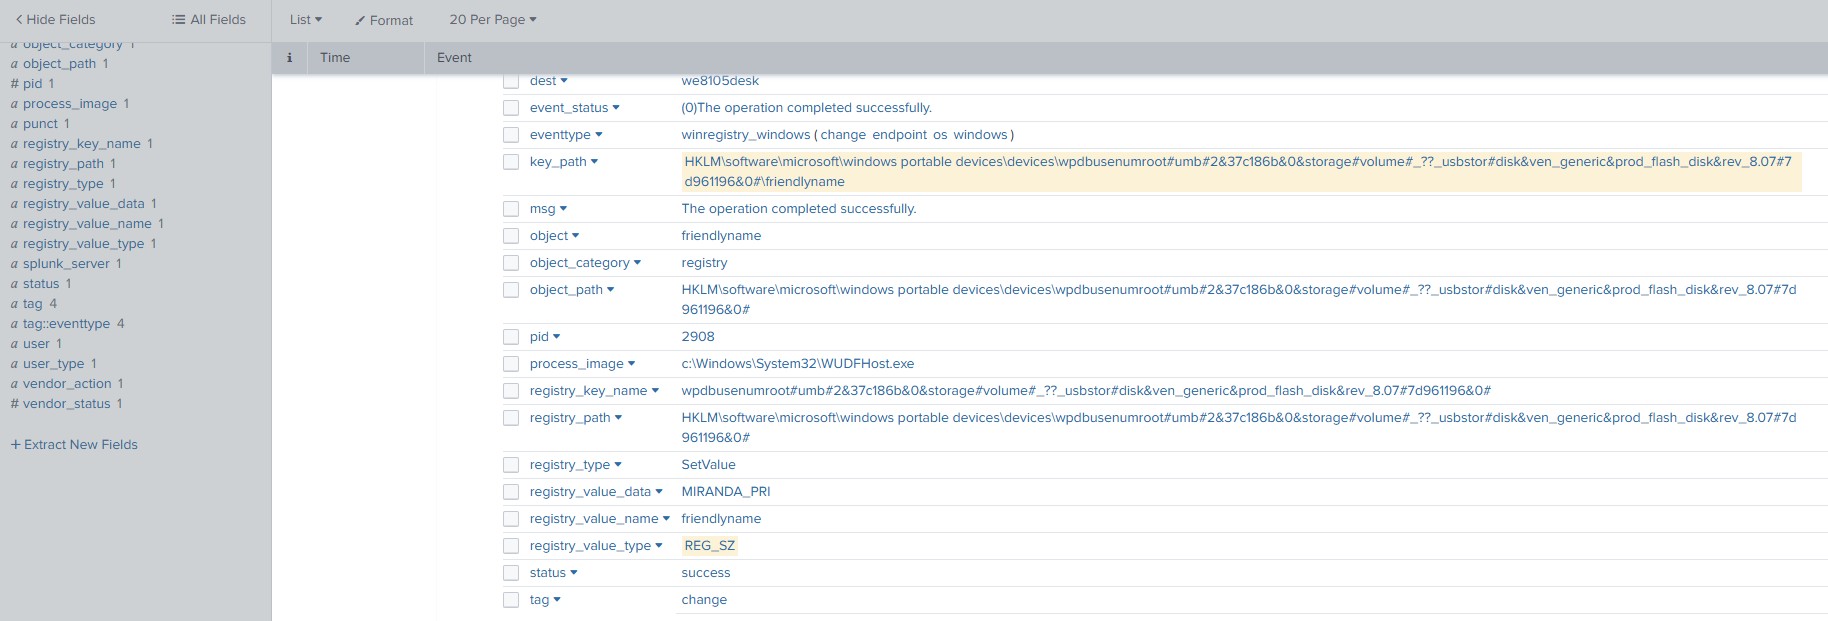 Hide Fields
All Fields
List
Format
20 Per Page
i
Time
Event
a object_category 1
a object_path 1
# pid 1
a process_image 1
a punct 1
a registry_key_name 1
a registry_path 1
a registry_type 1
a registry_value_data 1
a registry_value_name 1
a registry_value_type 1
a splunk_server 1
a status 1
a tag 4
a tag::eventtype 4
a user 1
a user_type 1
a vendor_action 1
# vendor_status 1
+ Extract New Fields
dest we8105desk
event_status (0)The operation completed successfully.
eventtype winregistry_windows ( change endpoint os windows )
key_path HKLM\software\microsoft\windows portable devices\devices\wpdbusenumroot#umb#2&37c186b&0&storage#volume#_??_usbstor#disk&ven_generic&prod_flash_disk&rev_8.07#7
d961196&0#\friendlyname
msg The operation completed successfully.
object friendlyname
object_category registry
object_path HKLM\software\microsoft\windows portable devices\devices\wpdbusenumroot#umb#2&37c186b&0&storage#volume#_??_usbstor#disk&ven_generic&prod_flash_disk&rev_8.07#7d
961196&0#
pid 2908
process_image c:\Windows\System32\WUDFHost.exe
registry_key_name wpdbusenumroot#umb#2&37c186b&0&storage#volume#_??_usbstor#disk&ven_generic&prod_flash_disk&rev_8.07#7d961196&0#
registry_path HKLM\software\microsoft\windows portable devices\devices\wpdbusenumroot#umb#2&37c186b&0&storage#volume#_??_usbstor#disk&ven_generic&prod_flash_disk&rev_8.07#7d
961196&0#
registry_type SetValue
registry_value_data MIRANDA_PRI
registry_value_name friendlyname
registry_value_type REG_SZ
status success
tag change